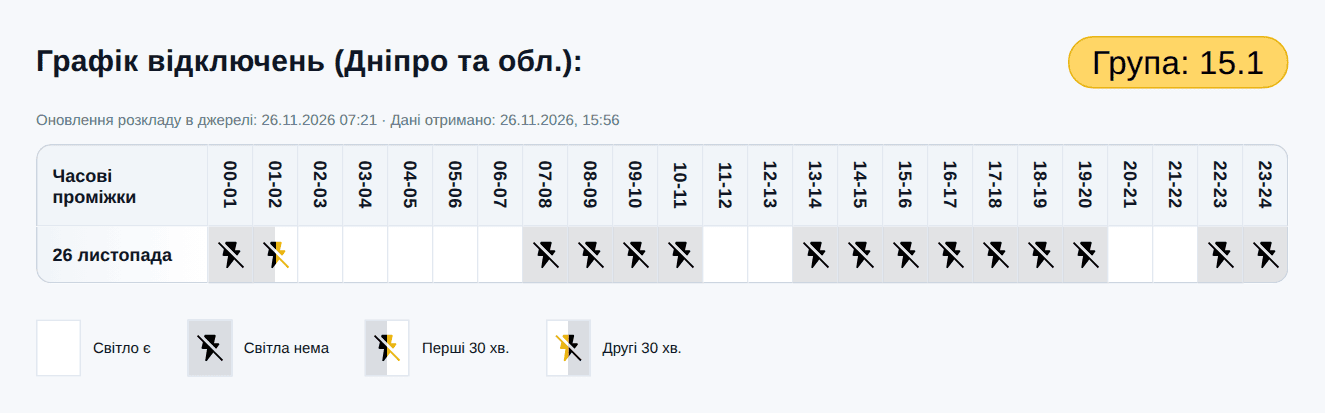 Графік відключень (Дніпро та обл.):
Група: 15.1
Оновлення розкладу в джерелі: 26.11.2026 07:21 · Дані отримано: 26.11.2026, 15:56
Часові
проміжки
00-01
01-02
02-03
03-04
04-05
05-06
06-07
07-08
08-09
09-10
10-11
11-12
12-13
13-14
14-15
15-16
16-17
17-18
18-19
19-20
20-21
21-22
22-23
23-24
26 листопада
Світло є
Світла нема
Перші 30 хв.
Другі 30 хв.